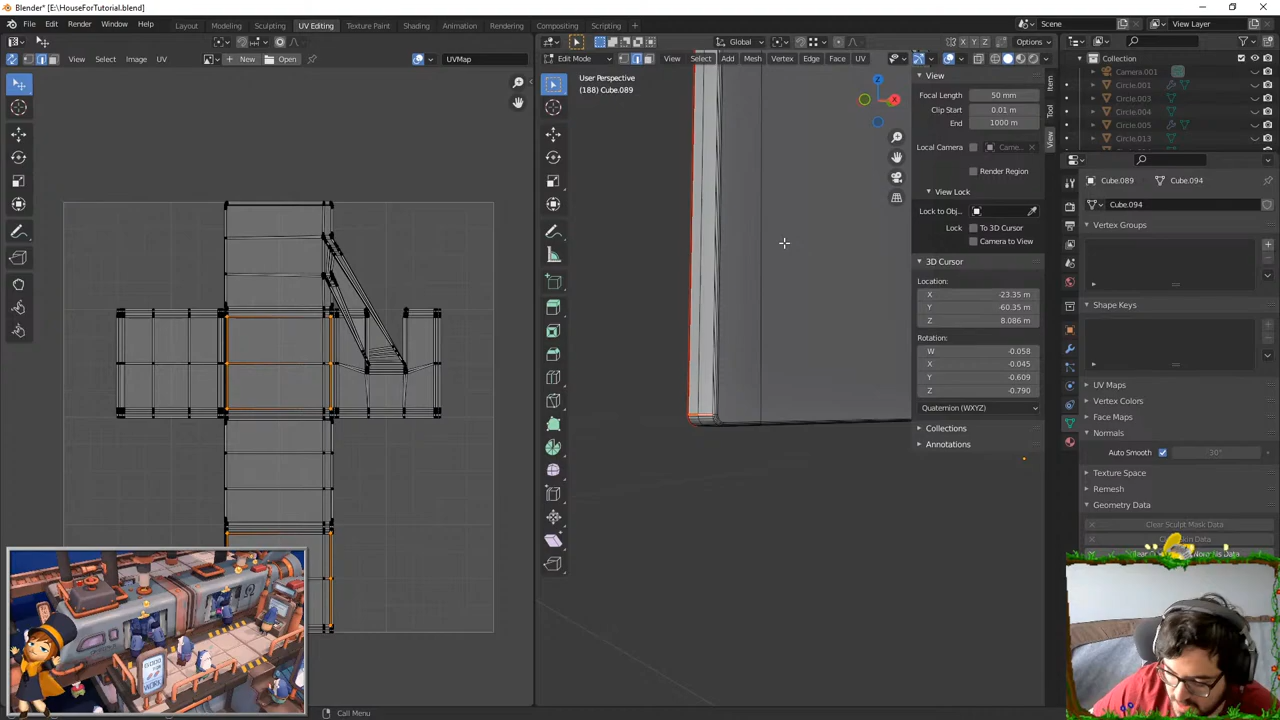 Blender* [E:\HouseForTutorial.blend]
File Edit Render Window Help Layout Modeling Sculpting UV Editing Texture Paint Shading Animation Rendering Compositing Scripting Scene View Layer
Global Options
View Select Image UV New Open UVMap Edit Mode View Select Add Mesh Vertex Edge Face UV
User Perspective
(188) Cube.089
View
Focal Length 50 mm
Clip Start 0.01 m
End 1000 m
Local Camera Came...
Render Region
View Lock
Lock to Obj...
Lock To 3D Cursor
Camera to View
3D Cursor
Location:
X -23.35 m
Y -60.35 m
Z 8.086 m
Rotation:
W -0.058
X -0.045
Y -0.609
Z -0.790
Quaternion (WXYZ)
Collections
Annotations
Item
Tool
View
Collection
Camera.001
Circle.001
Circle.003
Circle.004
Circle.005
Circle.013
Cube.089 Cube.094
Cube.094
Vertex Groups
Shape Keys
UV Maps
Vertex Colors
Face Maps
Normals
Auto Smooth 30°
Texture Space
Remesh
Geometry Data
Clear Sculpt Mask Data
GOOD
WORK
Call Menu